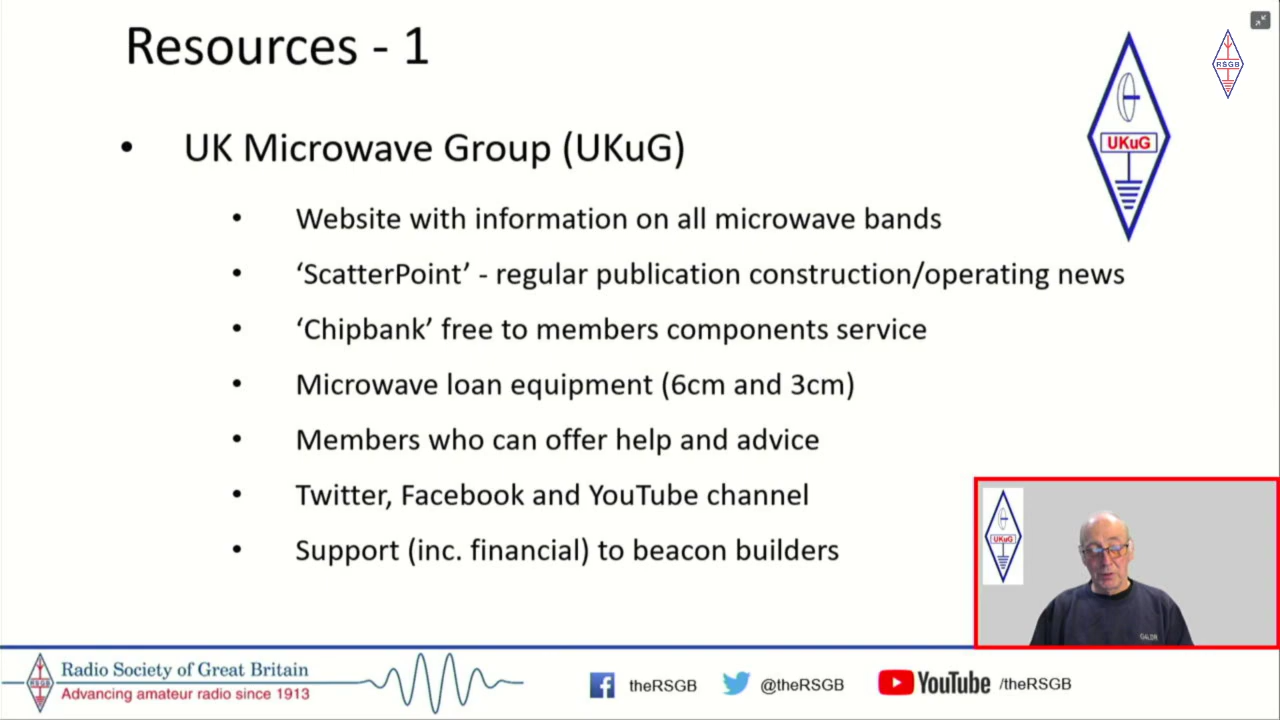 Resources - 1
RSGB
UKuG
• UK Microwave Group (UKuG)
• Website with information on all microwave bands
• ‘ScatterPoint’ - regular publication construction/operating news
• ‘Chipbank’ free to members components service
• Microwave loan equipment (6cm and 3cm)
• Members who can offer help and advice
• Twitter, Facebook and YouTube channel
• Support (inc. financial) to beacon builders
UKuG
G4LDR
RSGB
Radio Society of Great Britain
Advancing amateur radio since 1913
theRSGB
@theRSGB
YouTube /theRSGB